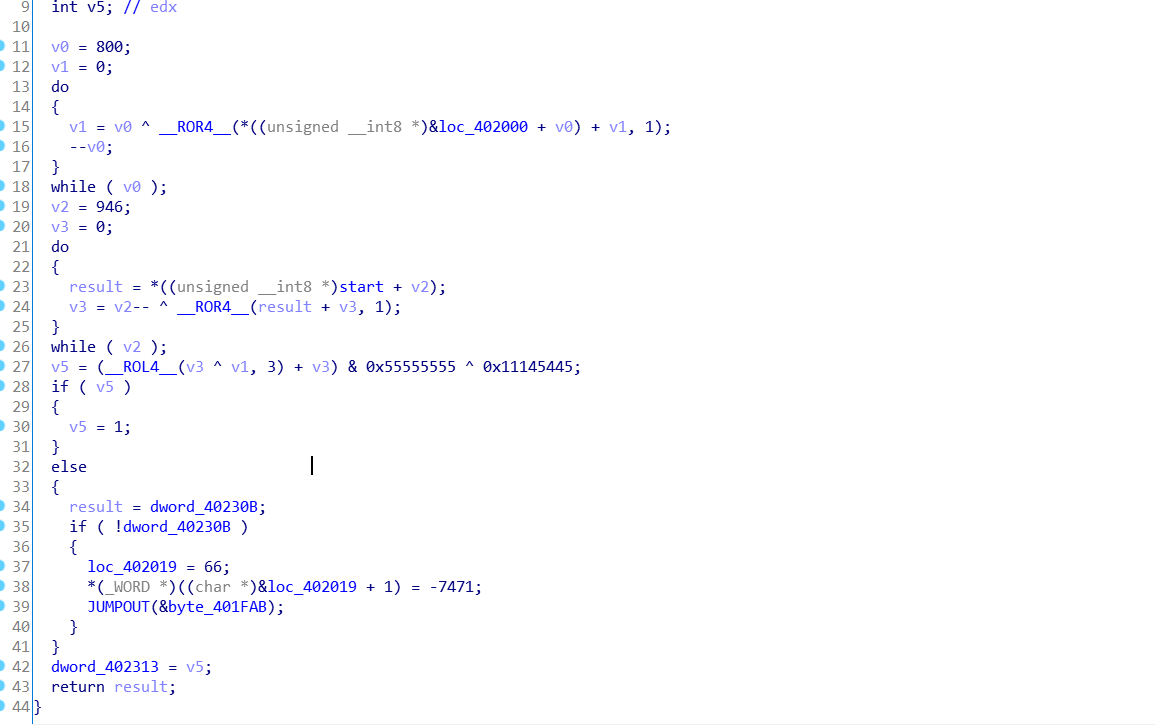 9 int v5; // edx
10
11 v0 = 800;
12 v1 = 0;
13 do
14 {
15 v1 = v0 ^ __ROR4__(*((unsigned __int8 *)&loc_402000 + v0) + v1, 1);
16 --v0;
17 }
18 while ( v0 );
19 v2 = 946;
20 v3 = 0;
21 do
22 {
23 result = *((unsigned __int8 *)start + v2);
24 v3 = v2-- ^ __ROR4__(result + v3, 1);
25 }
26 while ( v2 );
27 v5 = (__ROL4__(v3 ^ v1, 3) + v3) & 0x55555555 ^ 0x11145445;
28 if ( v5 )
29 {
30 v5 = 1;
31 }
32 else
33 {
34 result = dword_40230B;
35 if ( !dword_40230B )
36 {
37 loc_402019 = 66;
38 *(_WORD *)((char *)&loc_402019 + 1) = -7471;
39 JUMPOUT(&byte_401FAB);
40 }
41 }
42 dword_402313 = v5;
43 return result;
44 }